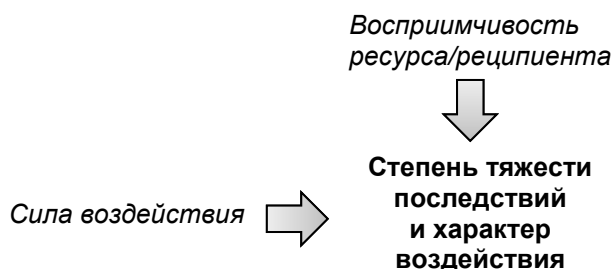 Восприимчивость
ресурса/реципиента
Степень тяжести
последствий
и характер
воздействия
Сила воздействия